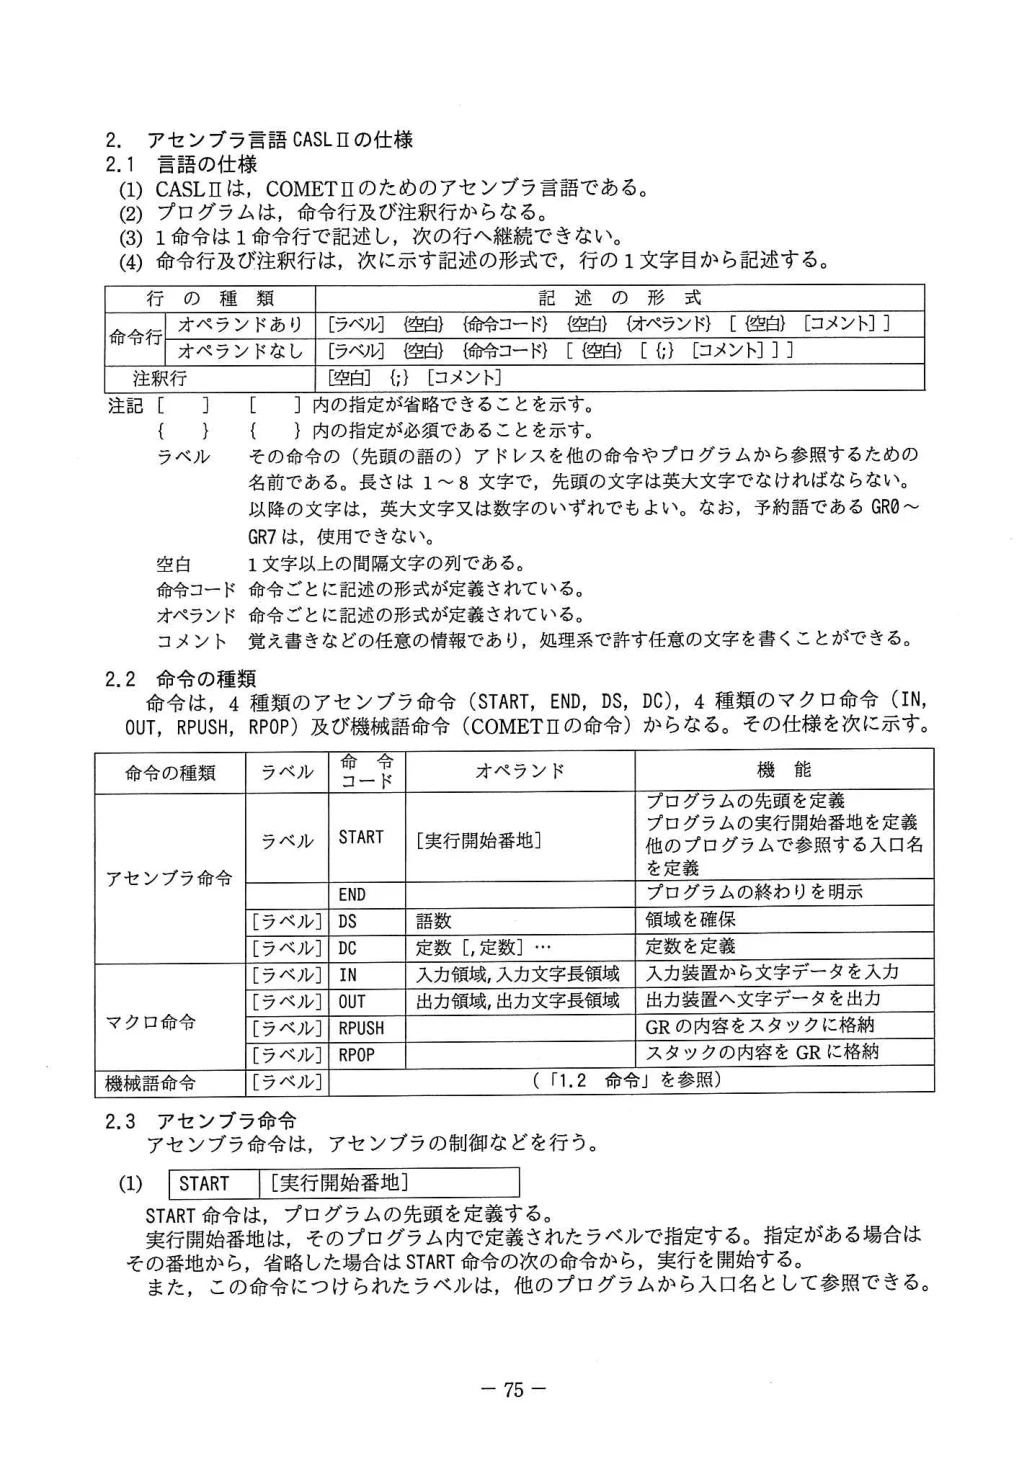 2. アセンブラ言語 CASLⅡの仕様
2.1 言語の仕様
(1) CASLⅡは，COMETⅡのためのアセンブラ言語である。
(2) プログラムは，命令行及び注釈行からなる。
(3) 1命令は1命令行で記述し，次の行へ継続できない。
(4) 命令行及び注釈行は，次に示す記述の形式で，行の1文字目から記述する。
行の種類 記述の形式
命令行 オペランドあり [ラベル] {空白} {命令コード} {空白} {オペランド} [ {空白} [コメント] ]
オペランドなし [ラベル] {空白} {命令コード} [ {空白} [ {;} [コメント] ] ]
注釈行 [空白] {;} [コメント]
注記 [ ] [ ] 内の指定が省略できることを示す。
{ } { } 内の指定が必須であることを示す。
ラベル その命令の（先頭の語の）アドレスを他の命令やプログラムから参照するための
名前である。長さは 1～8 文字で，先頭の文字は英大文字でなければならない。
以降の文字は，英大文字又は数字のいずれでもよい。なお，予約語である GR0～
GR7 は，使用できない。
空白 1文字以上の間隔文字の列である。
命令コード 命令ごとに記述の形式が定義されている。
オペランド 命令ごとに記述の形式が定義されている。
コメント 覚え書きなどの任意の情報であり，処理系で許す任意の文字を書くことができる。
2.2 命令の種類
命令は，4 種類のアセンブラ命令（START，END，DS，DC），4 種類のマクロ命令（IN，
OUT，RPUSH，RPOP）及び機械語命令（COMETⅡの命令）からなる。その仕様を次に示す。
命令の種類 ラベル 命令コード オペランド 機能
アセンブラ命令 ラベル START [実行開始番地] プログラムの先頭を定義
プログラムの実行開始番地を定義
他のプログラムで参照する入口名
を定義
END プログラムの終わりを明示
[ラベル] DS 語数 領域を確保
[ラベル] DC 定数 [,定数] … 定数を定義
マクロ命令 [ラベル] IN 入力領域,入力文字長領域 入力装置から文字データを入力
[ラベル] OUT 出力領域,出力文字長領域 出力装置へ文字データを出力
[ラベル] RPUSH GR の内容をスタックに格納
[ラベル] RPOP スタックの内容を GR に格納
機械語命令 [ラベル] （「1.2 命令」を参照）
2.3 アセンブラ命令
アセンブラ命令は，アセンブラの制御などを行う。
(1) START [実行開始番地]
START 命令は，プログラムの先頭を定義する。
実行開始番地は，そのプログラム内で定義されたラベルで指定する。指定がある場合は
その番地から，省略した場合は START 命令の次の命令から，実行を開始する。
また，この命令につけられたラベルは，他のプログラムから入口名として参照できる。
－ 75 －